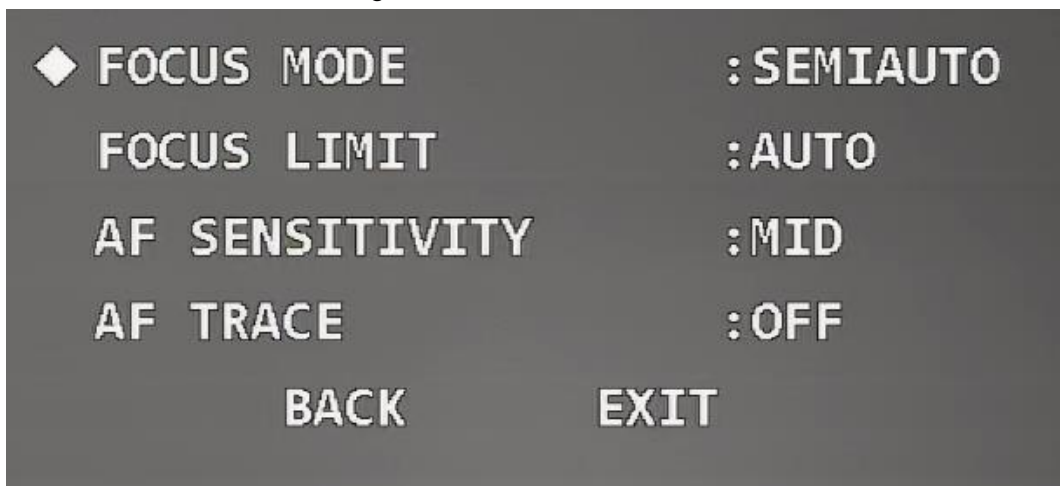 FOCUS MODE :SEMIAUTO
FOCUS LIMIT :AUTO
AF SENSITIVITY :MID
AF TRACE :OFF
BACK EXIT